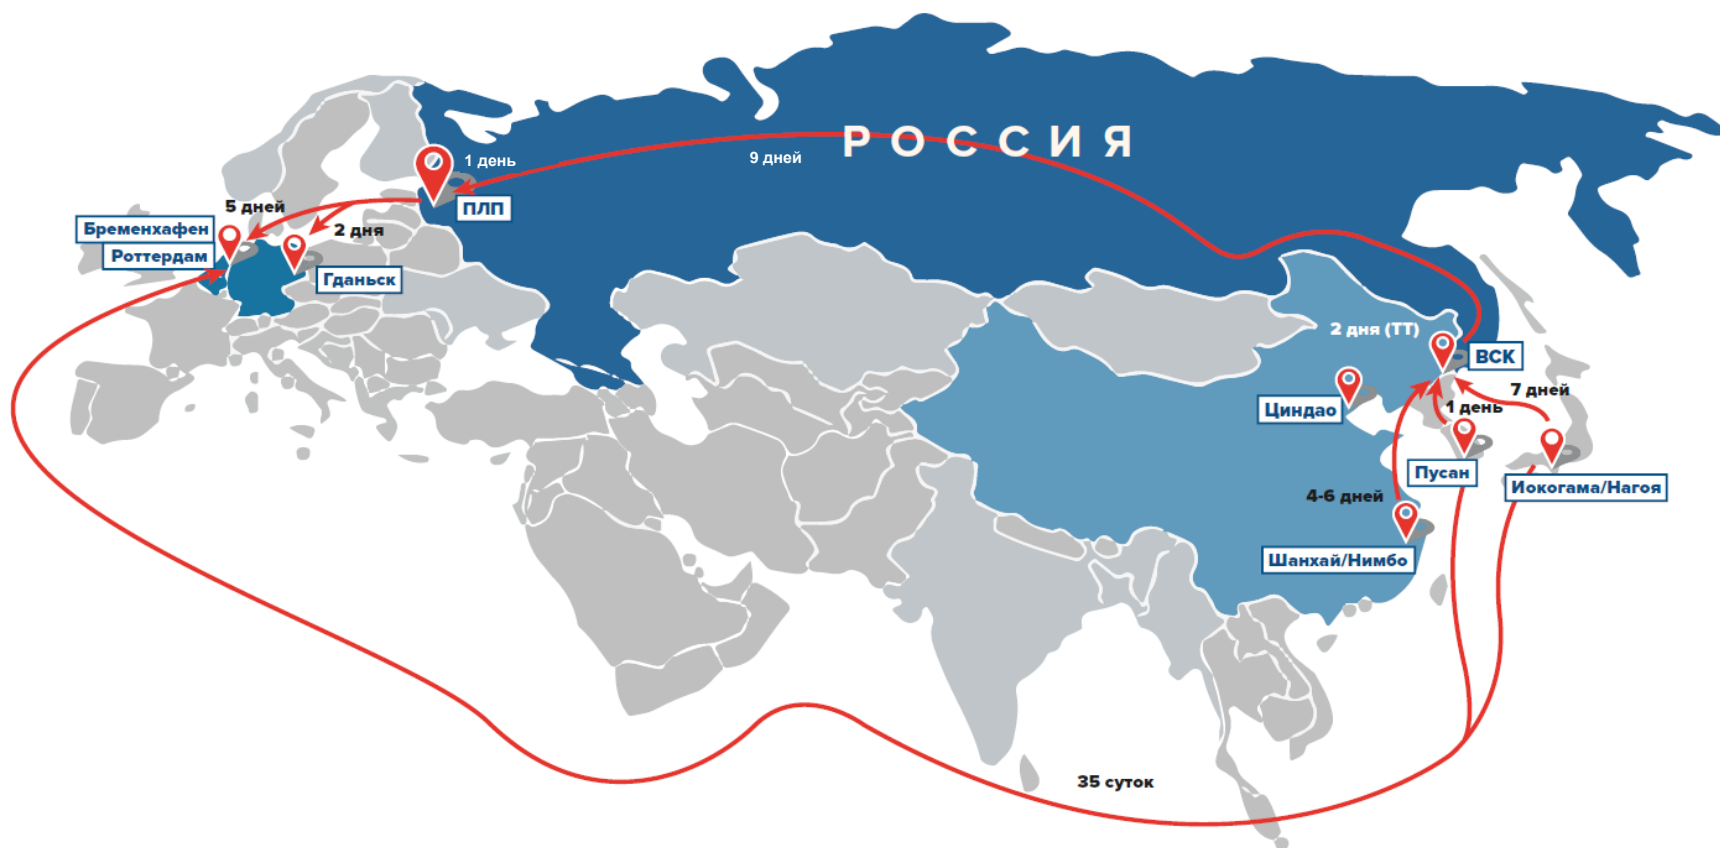 РОССИЯ
1 день
9 дней
ПЛП
5 дней
Бременхафен
2 дня
Роттердам
Гданьск
2 дня (ТТ)
ВСК
7 дней
Циндао
1 день
Пусан
Иокогама/Нагоя
4-6 дней
Шанхай/Нимбо
35 суток